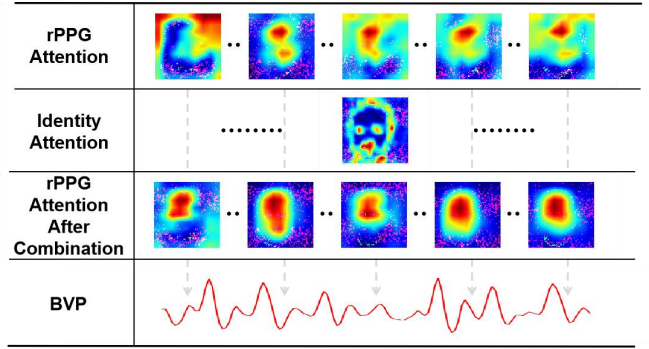 rPPG
Attention
Identity
Attention
rPPG
Attention
After
Combination
BVP